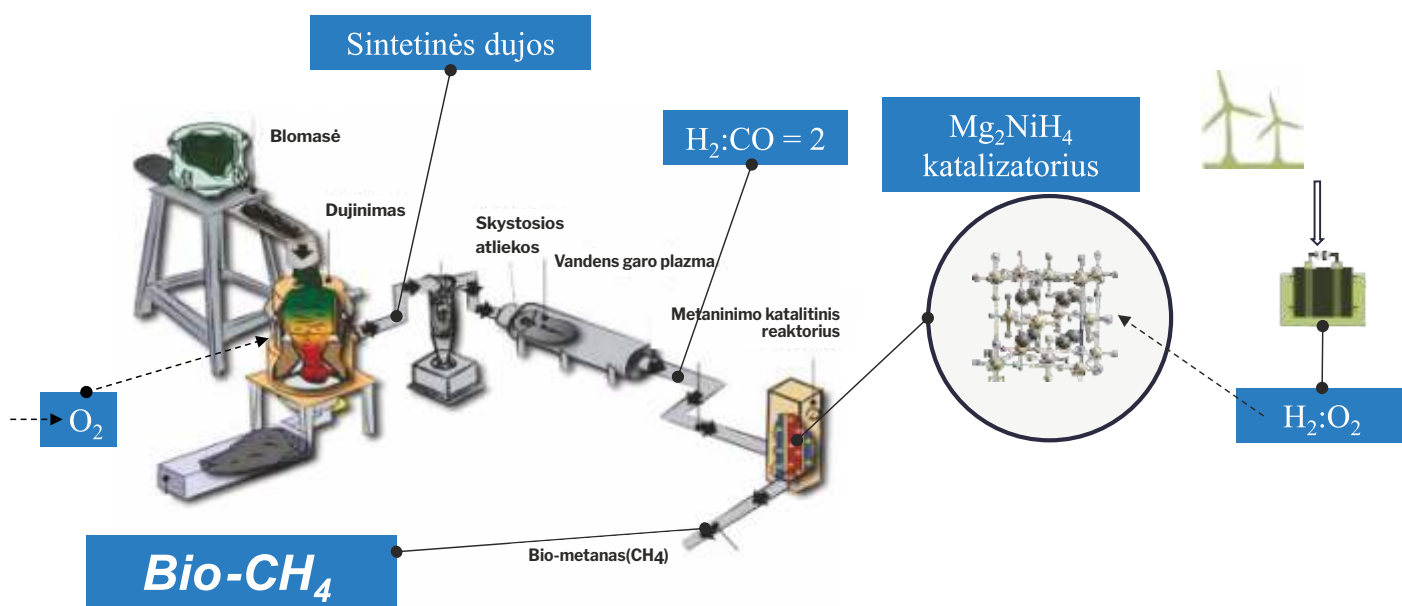 Sintetinės dujos
H₂:CO = 2
Mg₂NiH₄
katalizatorius
Blomasė
Dujinimas
Skystosios
atliekos
Vandens garo plazma
Metaninimo katalitinis
reaktorius
O₂
H₂:O₂
Bio-CH₄
Bio-metanas(CH4)